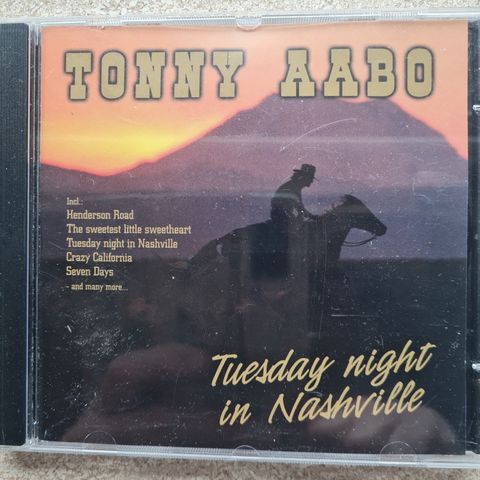 TONNY AABO
Incl.:
Henderson Road
The sweetest little sweetheart
Tuesday night in Nashville
Crazy California
Seven Days
- and many more...
Tuesday night
in Nashville